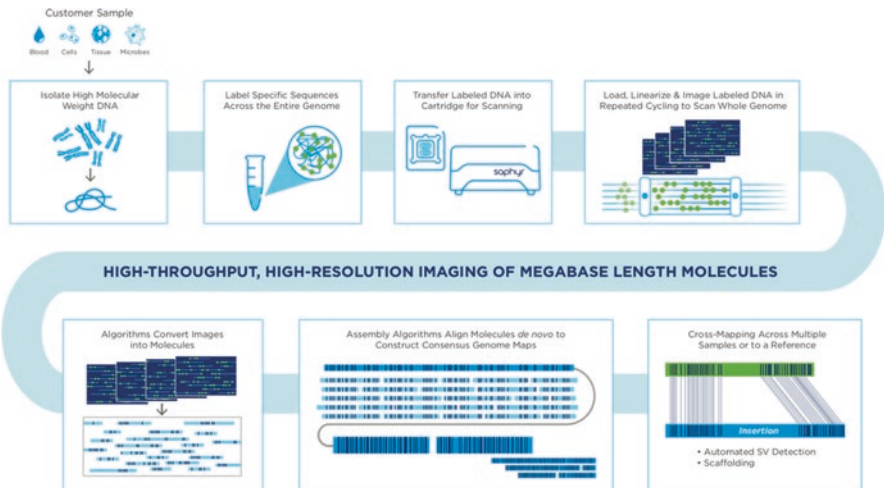 Customer Sample
Blood Cells Tissue Microbes
Isolate High Molecular
Weight DNA
Label Specific Sequences
Across the Entire Genome
Transfer Labeled DNA into
Cartridge for Scanning
saphyr
Load, Linearize & Image Labeled DNA in
Repeated Cycling to Scan Whole Genome
HIGH-THROUGHPUT, HIGH-RESOLUTION IMAGING OF MEGABASE LENGTH MOLECULES
Algorithms Convert Images
into Molecules
Assembly Algorithms Align Molecules de novo to
Construct Consensus Genome Maps
Cross-Mapping Across Multiple
Samples or to a Reference
Insertion
• Automated SV Detection
• Scaffolding